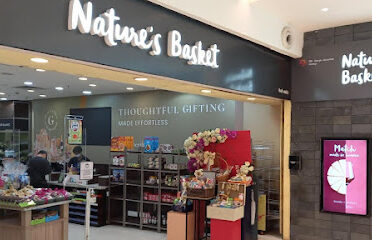 Nature's Basket
Nature
Bask
THOUGHTFUL GIFTING
MADE EFFORTLESS
G
Match